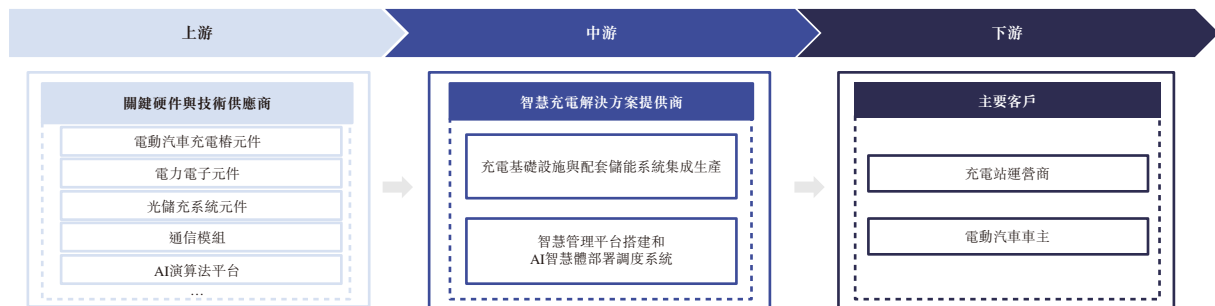 上游
中游
下游
關鍵硬件與技術供應商
電動汽車充電樁元件
電力電子元件
光儲充系統元件
通信模組
AI演算法平台
…
智慧充電解決方案提供商
充電基礎設施與配套儲能系統集成生產
智慧管理平台搭建和
AI智慧體部署調度系統
主要客戶
充電站運營商
電動汽車車主